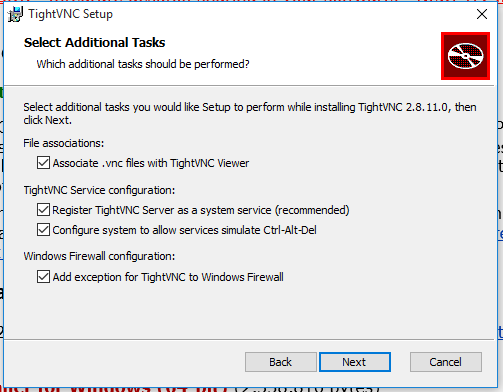 TightVNC Setup
Select Additional Tasks
Which additional tasks should be performed?
Select additional tasks you would like Setup to perform while installing TightVNC 2.8.11.0, then
click Next.
File associations:
Associate .vnc files with TightVNC Viewer
TightVNC Service configuration:
Register TightVNC Server as a system service (recommended)
Configure system to allow services simulate Ctrl-Alt-Del
Windows Firewall configuration:
Add exception for TightVNC to Windows Firewall
Back
Next
Cancel